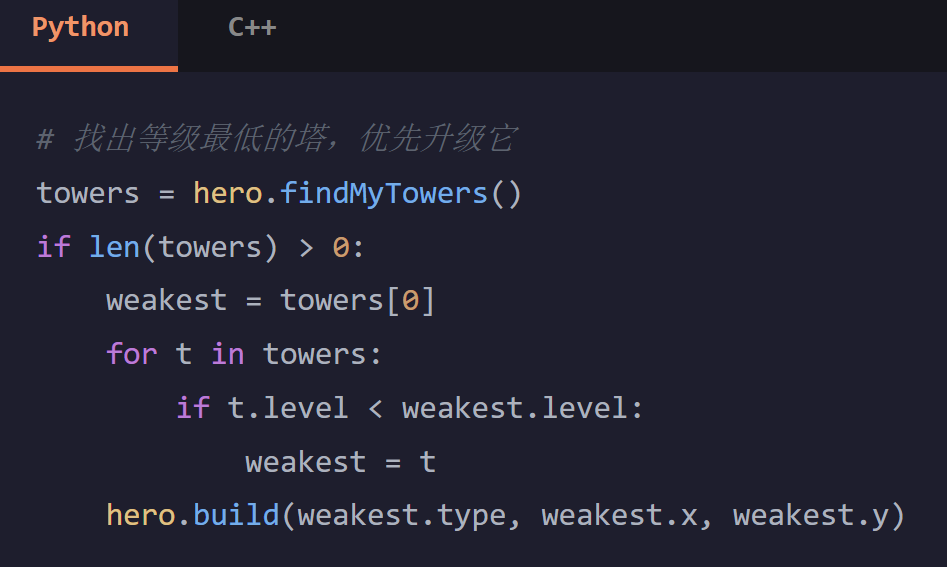 Python C++
# 找出等级最低的塔，优先升级它
towers = hero.findMyTowers()
if len(towers) > 0:
    weakest = towers[0]
    for t in towers:
        if t.level < weakest.level:
            weakest = t
    hero.build(weakest.type, weakest.x, weakest.y)